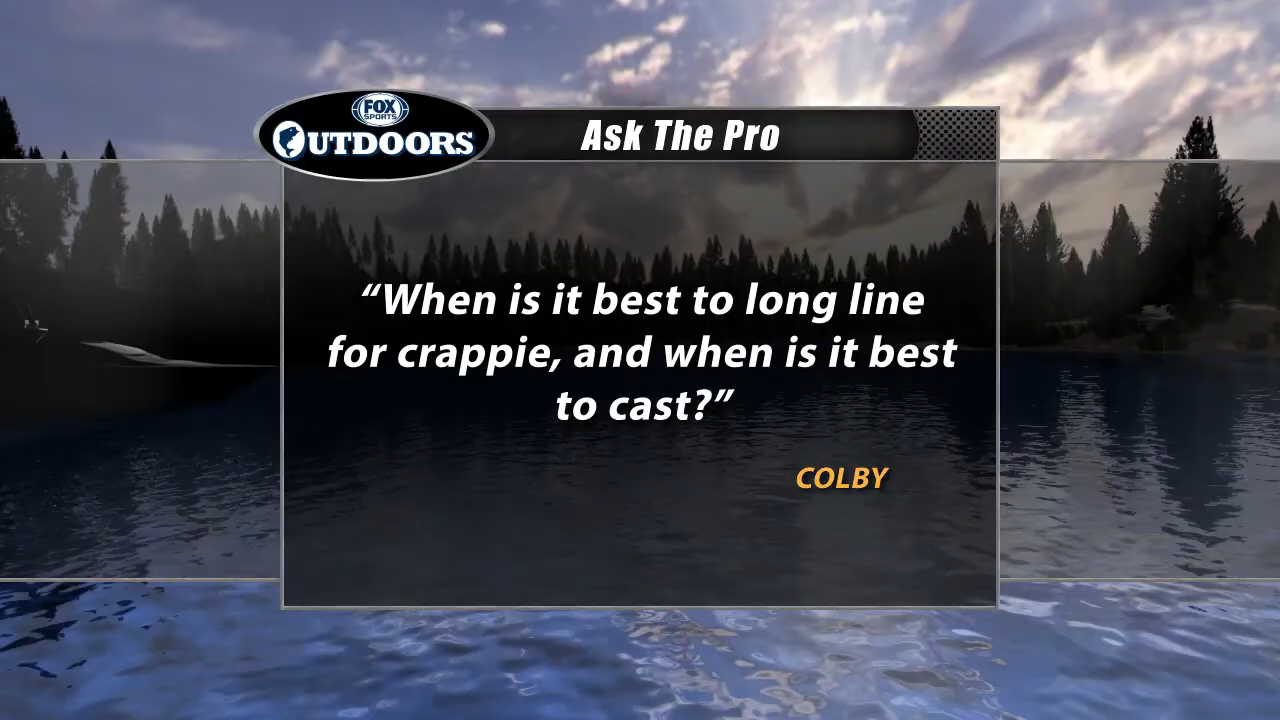 FOX
SPORTS
OUTDOORS
Ask The Pro
“When is it best to long line
for crappie, and when is it best
to cast?”
COLBY